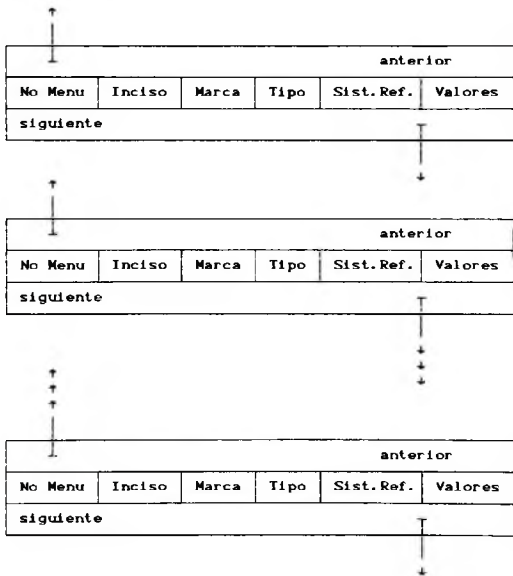 anterior
No Menu Inciso Marca Tipo Sist.Ref. Valores
siguiente
anterior
No Menu Inciso Marca Tipo Sist.Ref. Valores
siguiente
anterior
No Menu Inciso Marca Tipo Sist.Ref. Valores
siguiente